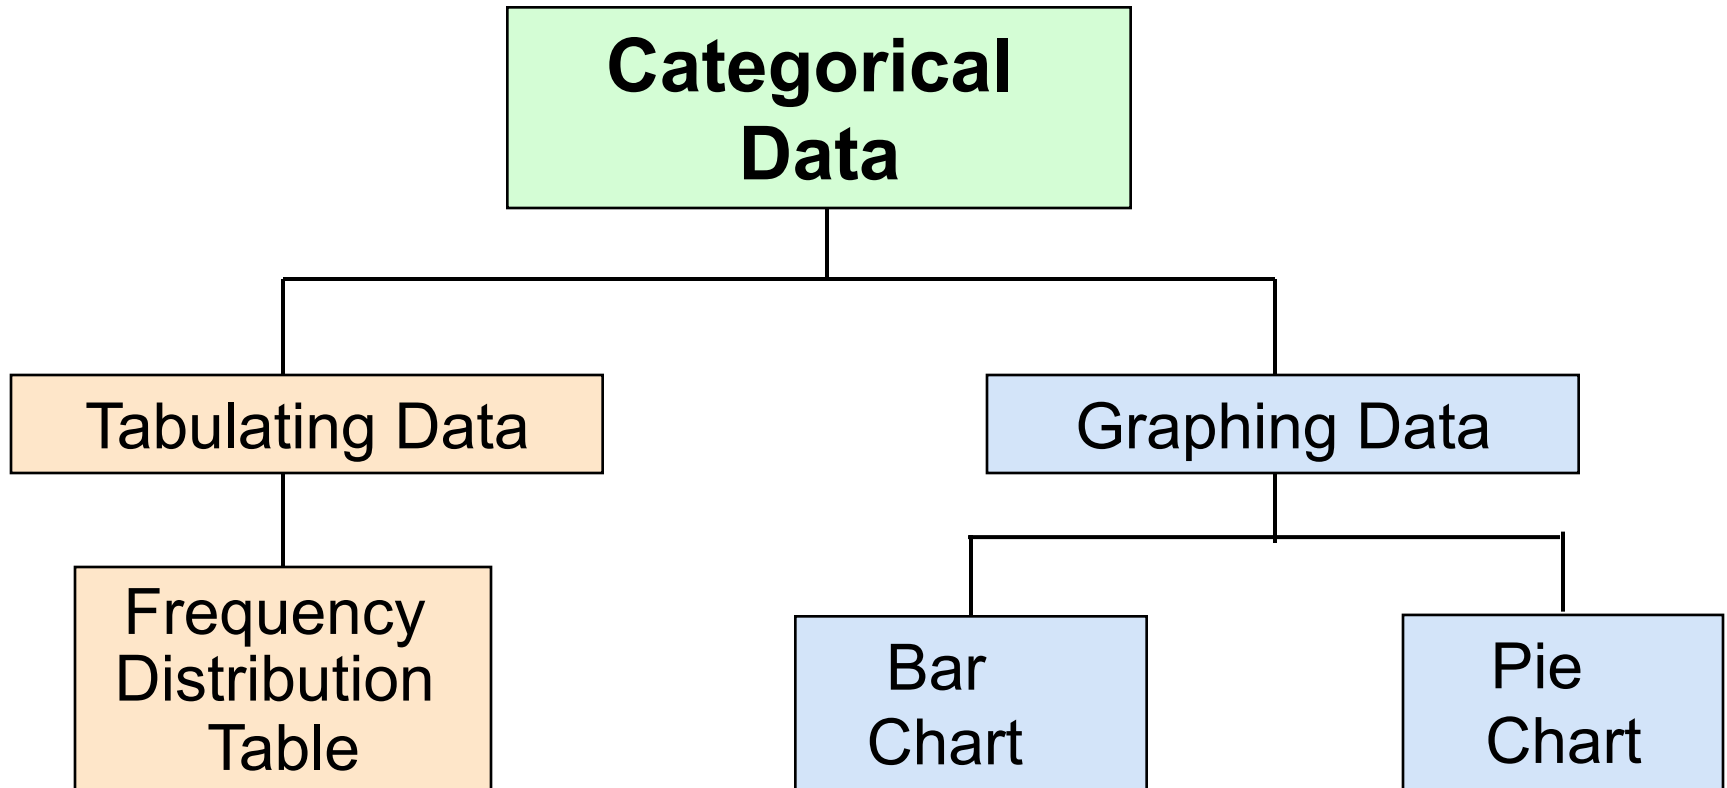 Categorical
Data
Tabulating Data
Graphing Data
Frequency
Distribution
Table
Bar
Chart
Pie
Chart